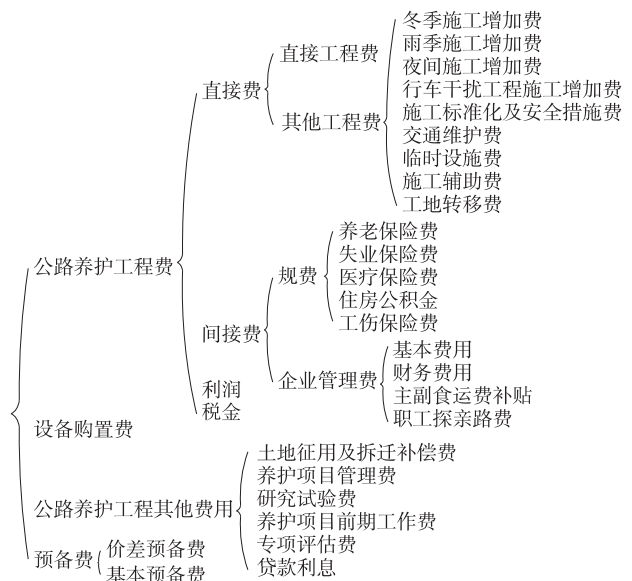 公路养护工程费
直接费
直接工程费
其他工程费
冬季施工增加费
雨季施工增加费
夜间施工增加费
行车干扰工程施工增加费
施工标准化及安全措施费
交通维护费
临时设施费
施工辅助费
工地转移费
间接费
规费
养老保险费
失业保险费
医疗保险费
住房公积金
工伤保险费
企业管理费
基本费用
财务费用
主副食运费补贴
职工探亲路费
利润
税金
设备购置费
公路养护工程其他费用
土地征用及拆迁补偿费
养护项目管理费
研究试验费
养护项目前期工作费
专项评估费
贷款利息
预备费
价差预备费
基本预备费